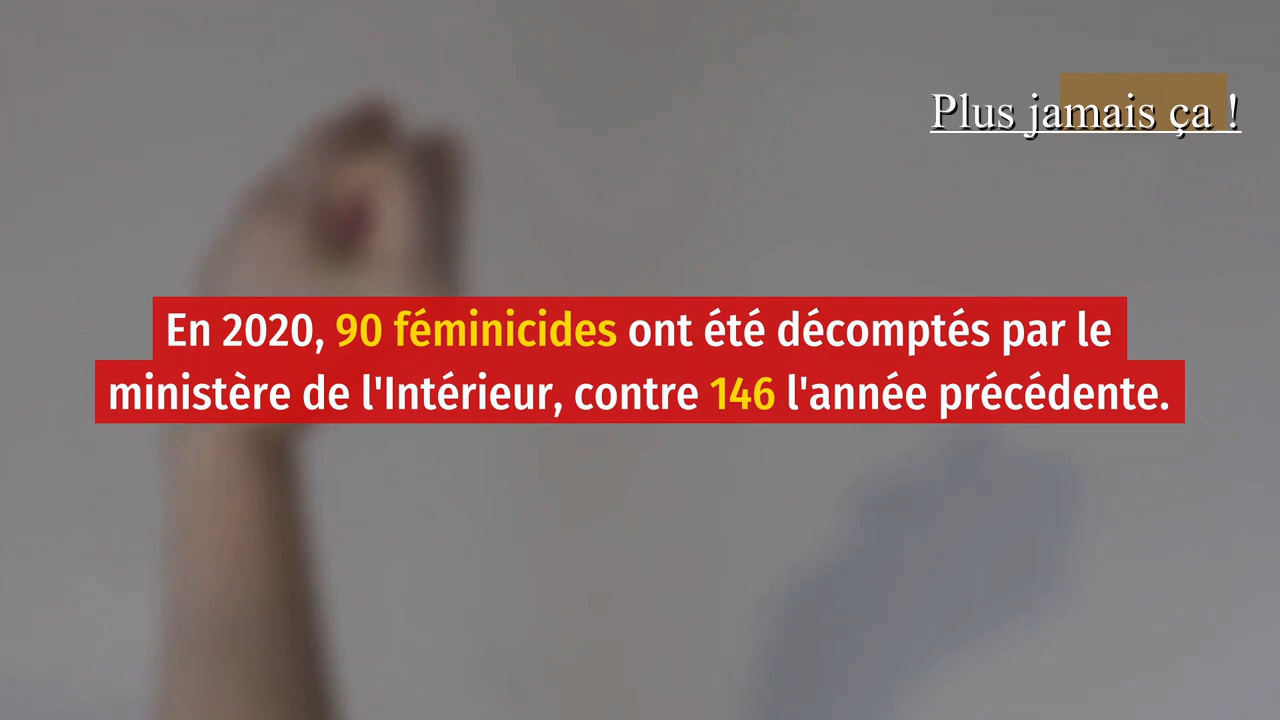 Plus jamais ça !
En 2020, 90 féminicides ont été décomptés par le
ministère de l'Intérieur, contre 146 l'année précédente.